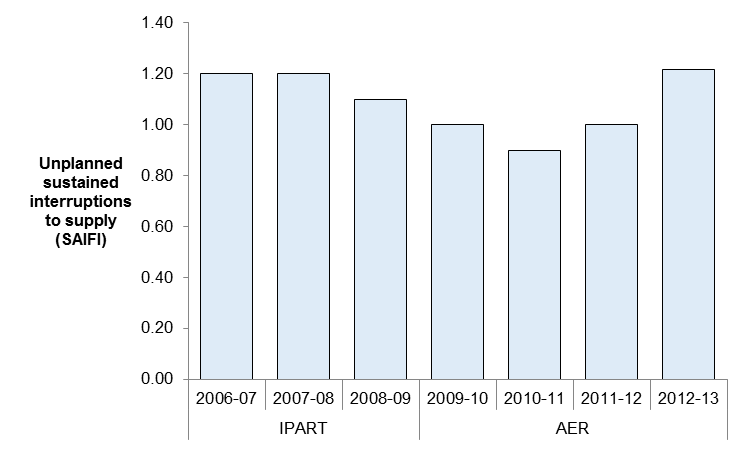 1.40
1.20
1.00
0.80
0.60
0.40
0.20
0.00
Unplanned
sustained
interruptions
to supply
(SAIFI)
2006-07 2007-08 2008-09 2009-10 2010-11 2011-12 2012-13
IPART AER